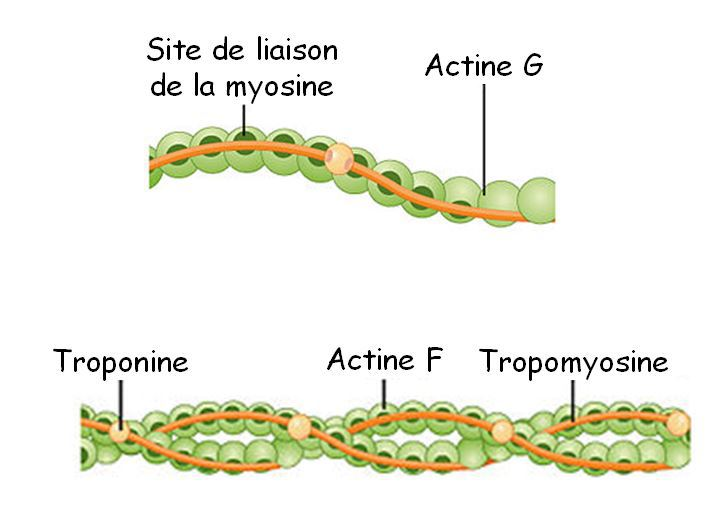 Site de liaison
de la myosine
Actine G
Troponine
Actine F
Tropomyosine